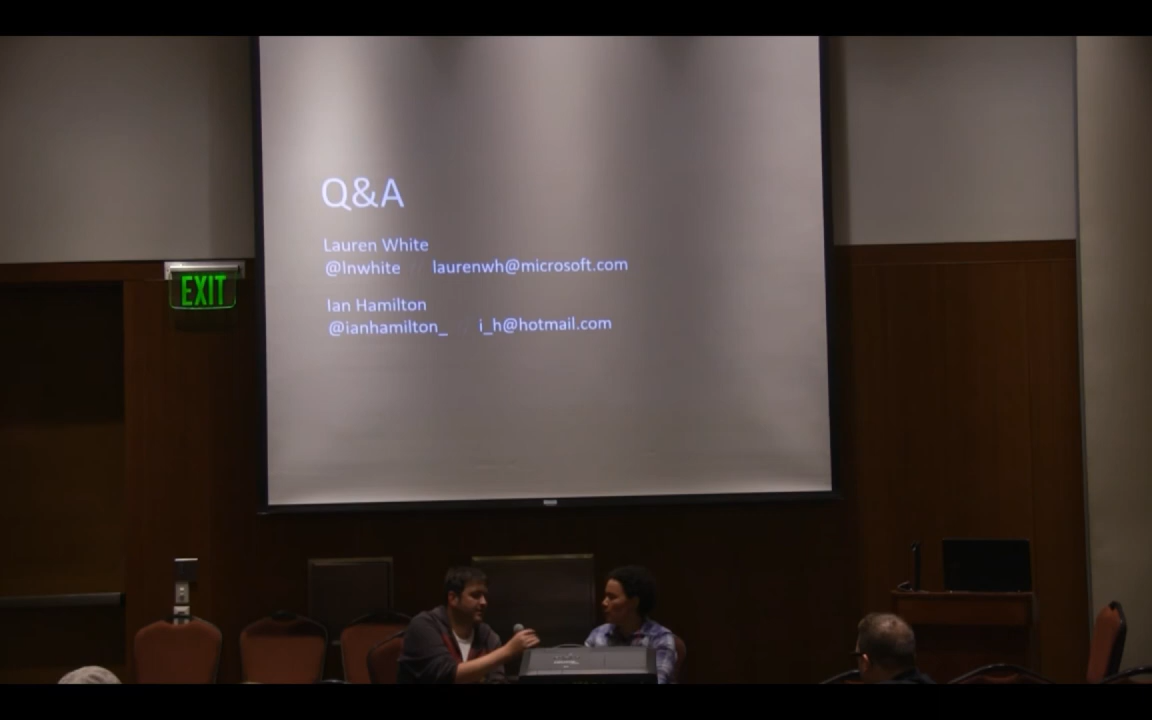 Q&A
Lauren White
@lnwhite // laurenwh@microsoft.com
Ian Hamilton
@ianhamilton_ // i_h@hotmail.com
EXIT